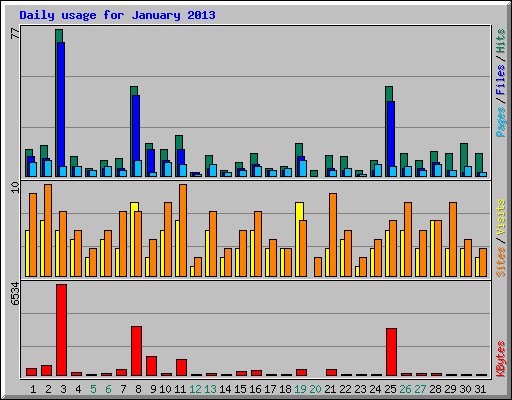 Daily usage for January 2013
77
Pages / Files / Hits
10
Sites / Visits
6534
KBytes
1 2 3 4 5 6 7 8 9 10 11 12 13 14 15 16 17 18 19 20 21 22 23 24 25 26 27 28 29 30 31